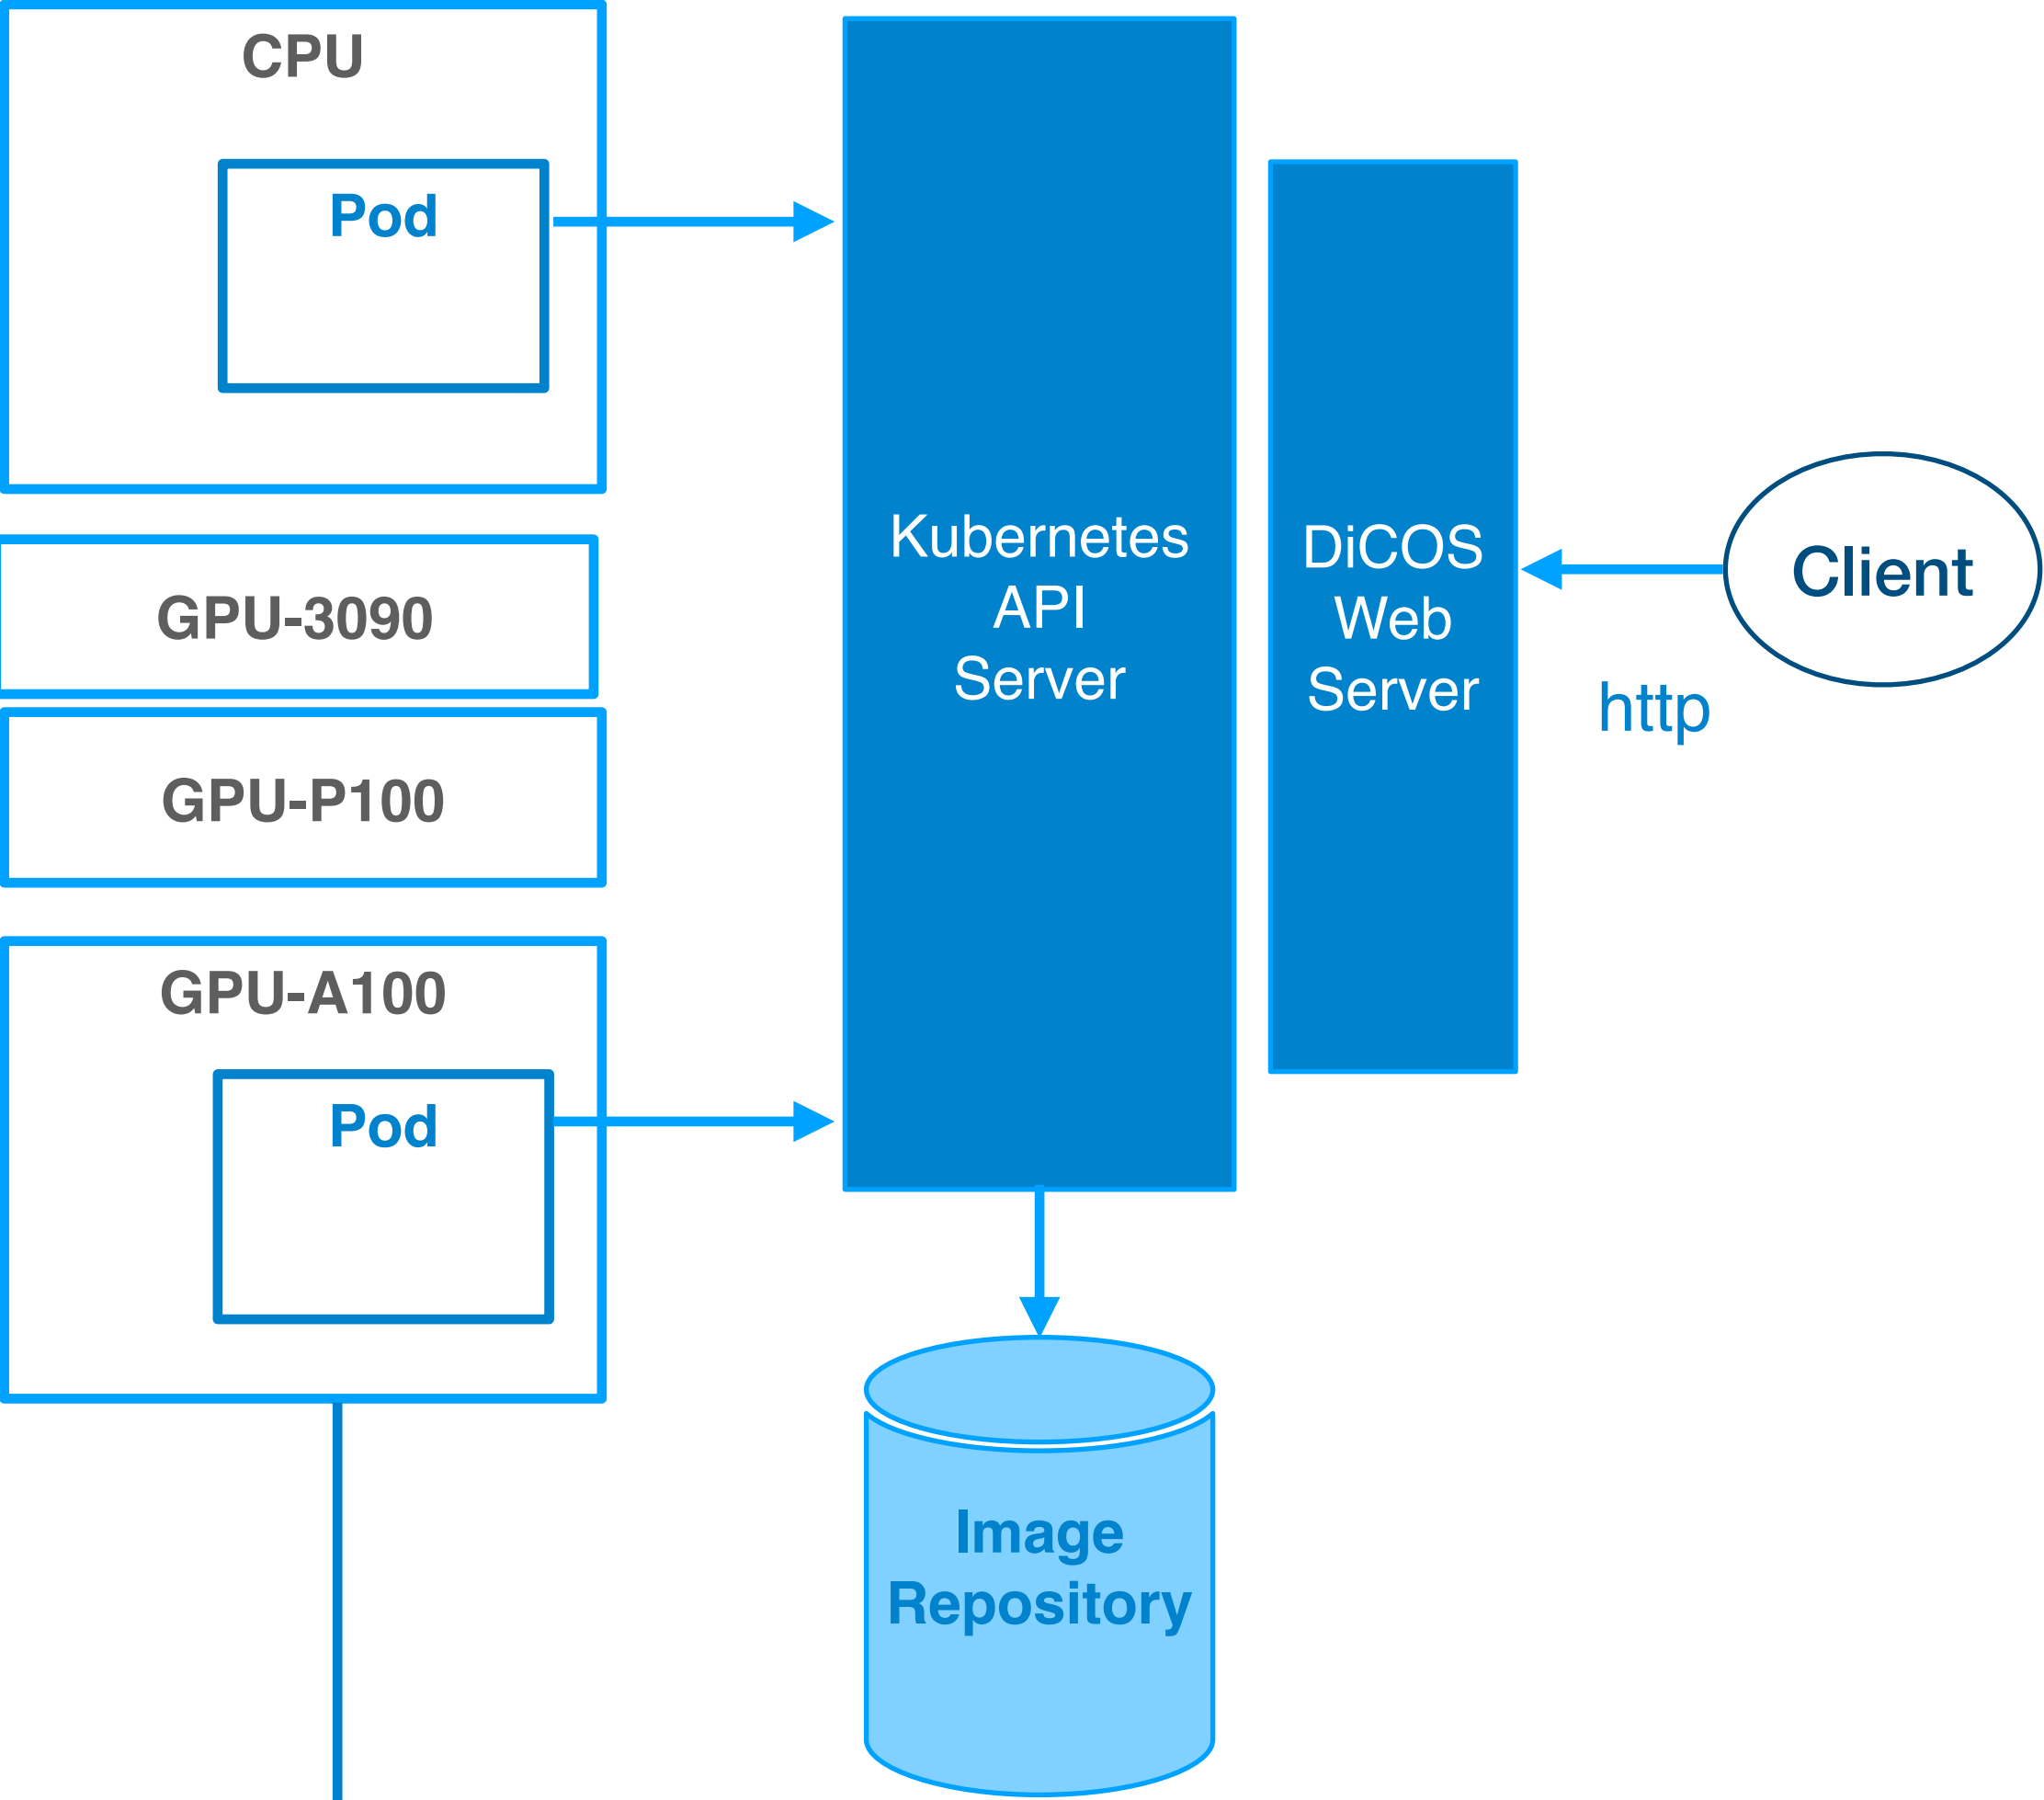 CPU
Pod
GPU-3090
GPU-P100
GPU-A100
Pod
Kubernetes
API
Server
DiCOS
Web
Server
Client
http
Image
Repository